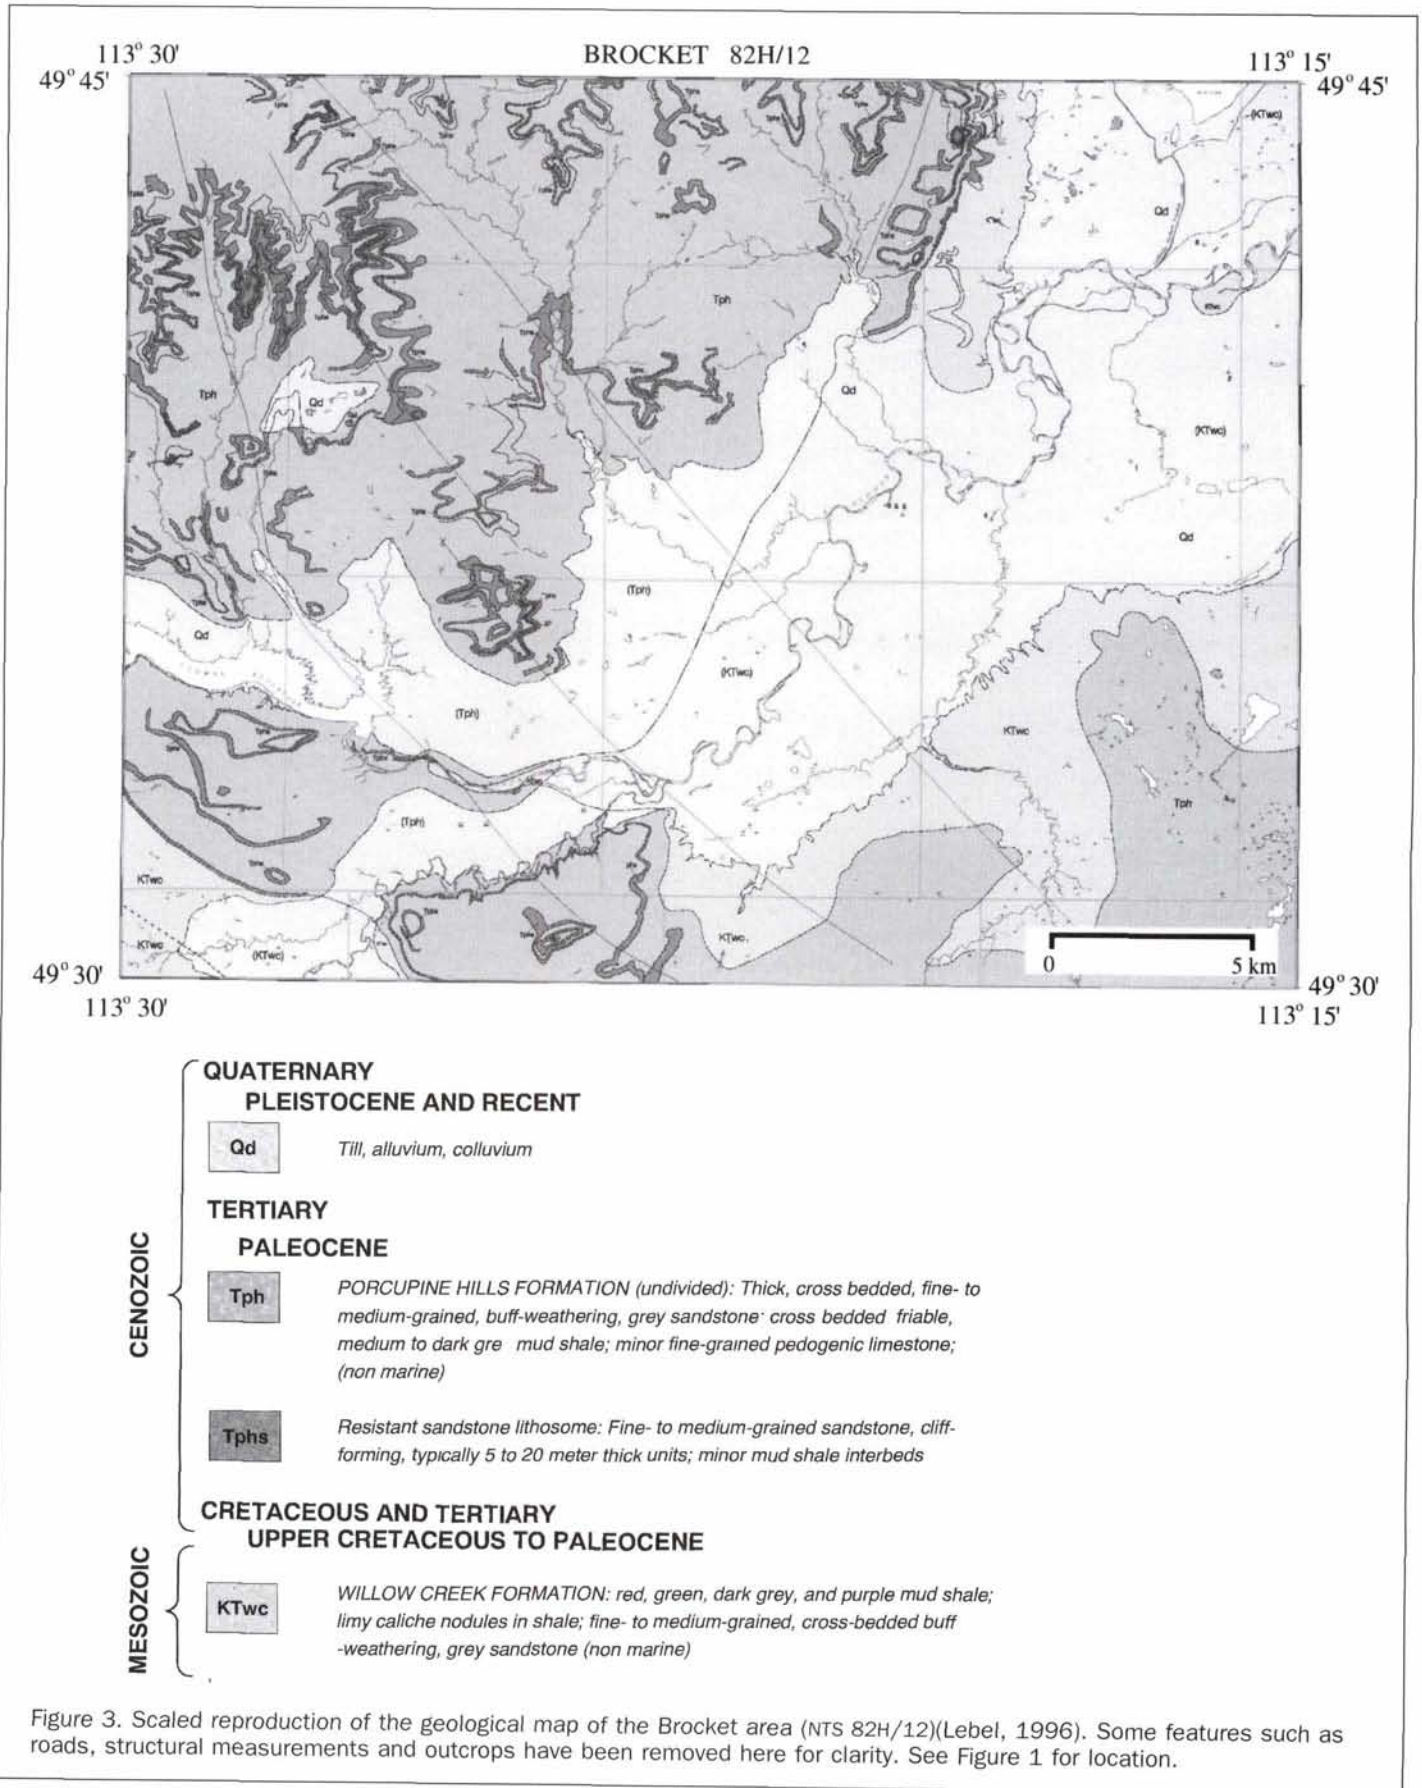 113° 30'
BROCKET 82H/12
113° 15'
49° 45'
49° 45'
(KTwc)
Qd
Tph
Tph
Qd
Qd
(KTwc)
Qd
(Tph)
Qd
(KTwc)
(Tph)
KTwc
Tph
(Tph)
KTwc
KTwc
KTwc
(KTwc)
0 5 km
49° 30'
49° 30'
113° 30'
113° 15'
QUATERNARY
PLEISTOCENE AND RECENT
Qd Till, alluvium, colluvium
TERTIARY
PALEOCENE
CENOZOIC
Tph PORCUPINE HILLS FORMATION (undivided): Thick, cross bedded, fine- to
medium-grained, buff-weathering, grey sandstone cross bedded friable,
medium to dark gre mud shale; minor fine-grained pedogenic limestone;
(non marine)
Tphs Resistant sandstone lithosome: Fine- to medium-grained sandstone, cliff-
forming, typically 5 to 20 meter thick units; minor mud shale interbeds
CRETACEOUS AND TERTIARY
UPPER CRETACEOUS TO PALEOCENE
MESOZOIC
KTwc WILLOW CREEK FORMATION: red, green, dark grey, and purple mud shale;
limy caliche nodules in shale; fine- to medium-grained, cross-bedded buff
-weathering, grey sandstone (non marine)
Figure 3. Scaled reproduction of the geological map of the Brocket area (NTS 82H/12)(Lebel, 1996). Some features such as
roads, structural measurements and outcrops have been removed here for clarity. See Figure 1 for location.